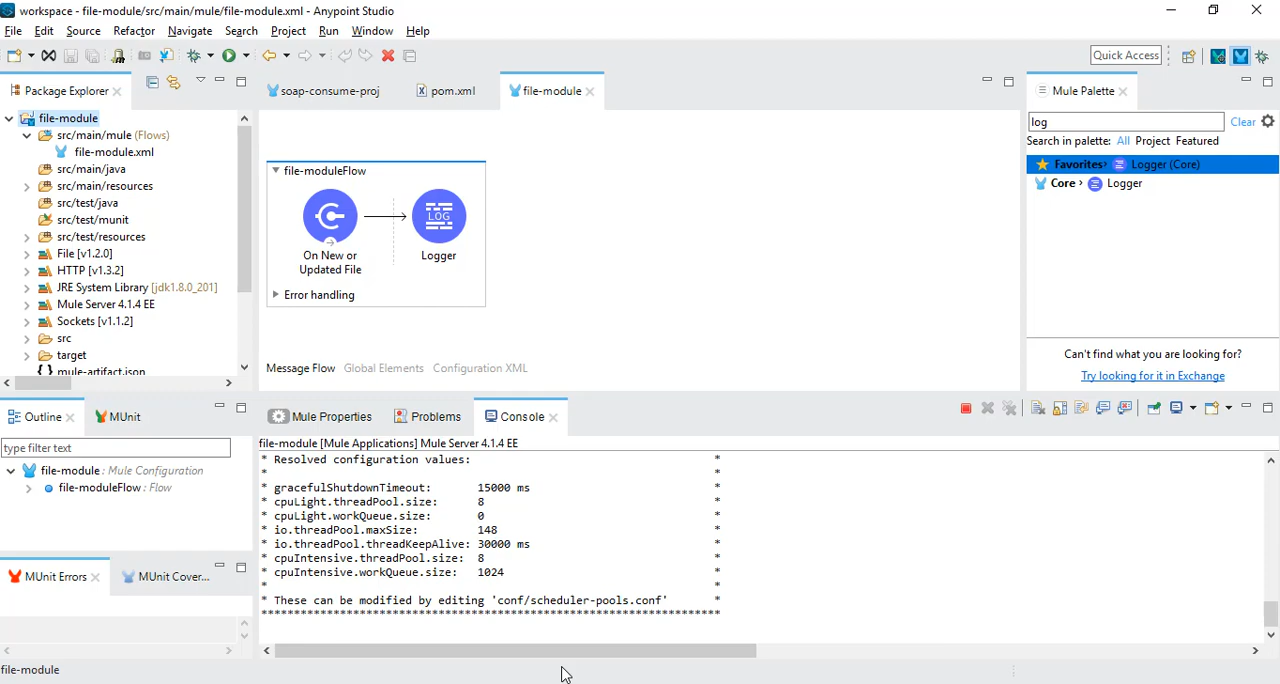 workspace - file-module/src/main/mule/file-module.xml - Anypoint Studio
File Edit Source Refactor Navigate Search Project Run Window Help
Quick Access
Package Explorer
soap-consume-proj
pom.xml
file-module
Mule Palette
file-module
src/main/mule (Flows)
file-module.xml
src/main/java
src/main/resources
src/test/java
src/test/munit
src/test/resources
File [v1.2.0]
HTTP [v1.3.2]
JRE System Library [jdk1.8.0_201]
Mule Server 4.1.4 EE
Sockets [v1.1.2]
src
target
mule-artifact.json
file-moduleFlow
LOG
On New or
Updated File
Logger
Error handling
Message Flow Global Elements Configuration XML
log
Clear
Search in palette: All Project Featured
Favorites> Logger (Core)
Core > Logger
Can't find what you are looking for?
Try looking for it in Exchange
Outline
MUnit
type filter text
file-module : Mule Configuration
file-moduleFlow : Flow
MUnit Errors
MUnit Cover...
Mule Properties
Problems
Console
file-module [Mule Applications] Mule Server 4.1.4 EE
* Resolved configuration values: *
* *
* gracefulShutdownTimeout: 15000 ms *
* cpuLight.threadPool.size: 8 *
* cpuLight.workQueue.size: 0 *
* io.threadPool.maxSize: 148 *
* io.threadPool.threadKeepAlive: 30000 ms *
* cpuIntensive.threadPool.size: 8 *
* cpuIntensive.workQueue.size: 1024 *
* *
* These can be modified by editing 'conf/scheduler-pools.conf' *
**********************************************************************
file-module